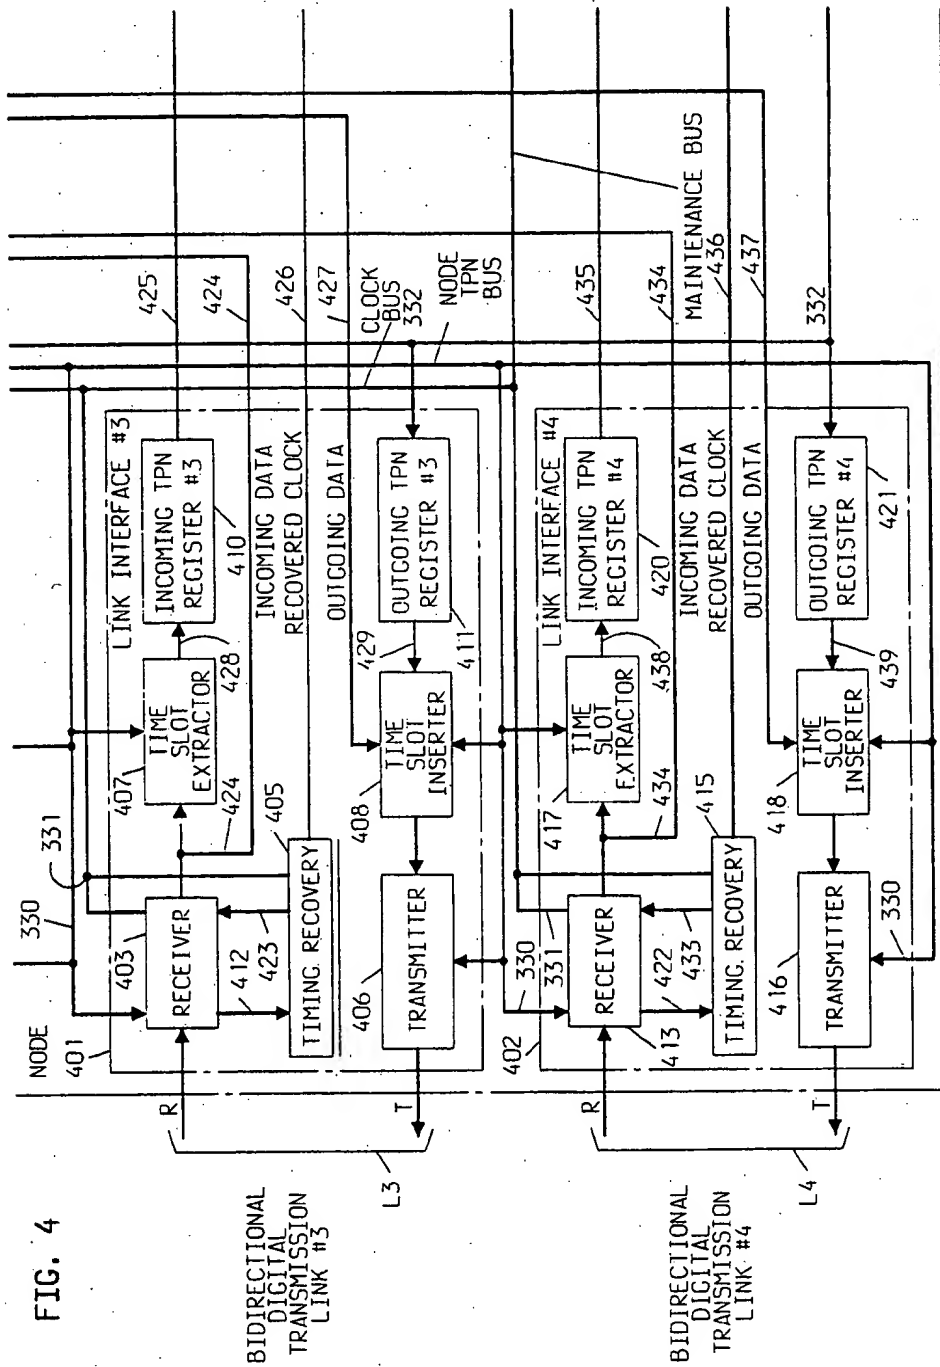 FIG. 4
BIDIRECTIONAL
DIGITAL
TRANSMISSION
LINK #3
L3
R
T
BIDIRECTIONAL
DIGITAL
TRANSMISSION
LINK #4
L4
R
T
NODE
401
330
331
403
RECEIVER
412
423
405
TIMING RECOVERY
424
407
TIME
SLOT
EXTRACTOR
428
LINK INTERFACE #3
INCOMING TPN
REGISTER #3
410
INCOMING DATA
RECOVERED CLOCK
OUTGOING DATA
406
TRANSMITTER
408
TIME
SLOT
INSERTER
429
OUTGOING TPN
REGISTER #3
411
425
424
426
427
CLOCK
BUS
332
NODE
TPN
BUS
402
330
331
RECEIVER
413
422
433
415
TIMING RECOVERY
434
417
TIME
SLOT
EXTRACTOR
438
LINK INTERFACE #4
INCOMING TPN
REGISTER #4
420
INCOMING DATA
RECOVERED CLOCK
OUTGOING DATA
416
TRANSMITTER
330
418
TIME
SLOT
INSERTER
439
OUTGOING TPN
REGISTER #4
421
435
434
MAINTENANCE BUS
436
437
332